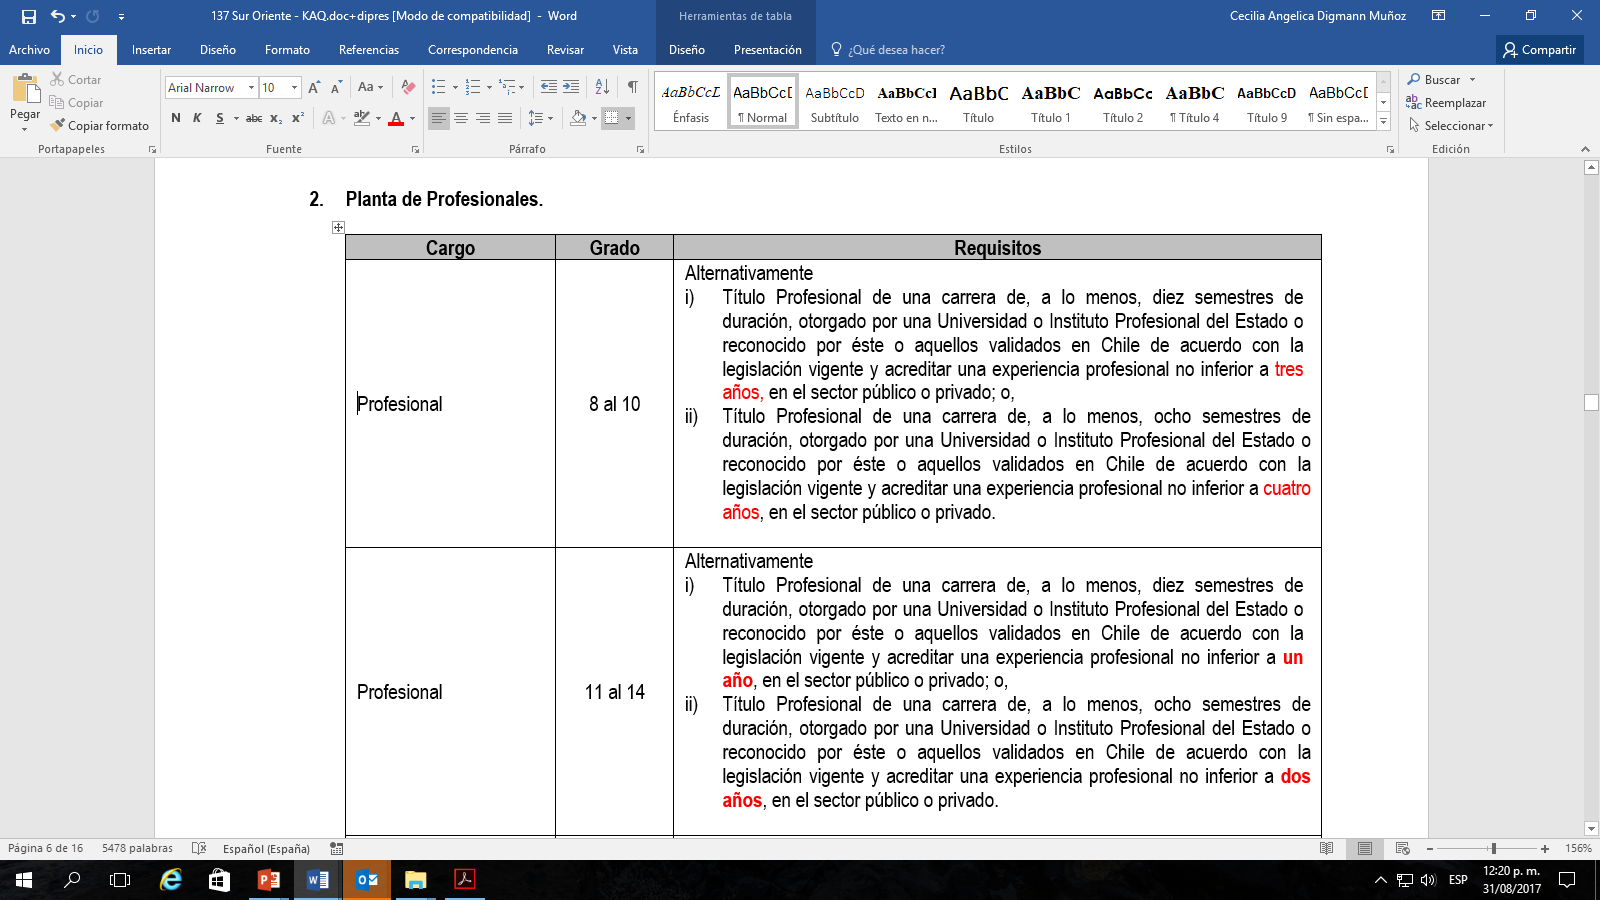 137 Sur Oriente - KAQ.doc+dipres [Modo de compatibilidad] - Word
Herramientas de tabla
Cecilia Angelica Digmann Muñoz
Archivo Inicio Insertar Diseño Formato Referencias Correspondencia Revisar Vista Diseño Presentación ¿Qué desea hacer? Compartir
Pegar
Cortar
Copiar
Copiar formato
Portapapeles
Arial Narrow 10
N K S abc x₂ x²
Fuente
Párrafo
AaBbCcD AaBbCcD AaBbCcD AaBbCcI AaBbC AaBbC AaBbCc AaBbC AaBbCcD AaBbCcD
Énfasis ¶ Normal Subtítulo Texto en n... Título Título 1 Título 2 ¶ Título 4 Título 9 ¶ Sin espa...
Estilos
Buscar
Reemplazar
Seleccionar
Edición
2. Planta de Profesionales.
Cargo Grado Requisitos
Profesional
8 al 10
Alternativamente
i) Título Profesional de una carrera de, a lo menos, diez semestres de
duración, otorgado por una Universidad o Instituto Profesional del Estado o
reconocido por éste o aquellos validados en Chile de acuerdo con la
legislación vigente y acreditar una experiencia profesional no inferior a tres
años, en el sector público o privado; o,
ii) Título Profesional de una carrera de, a lo menos, ocho semestres de
duración, otorgado por una Universidad o Instituto Profesional del Estado o
reconocido por éste o aquellos validados en Chile de acuerdo con la
legislación vigente y acreditar una experiencia profesional no inferior a cuatro
años, en el sector público o privado.
Profesional
11 al 14
Alternativamente
i) Título Profesional de una carrera de, a lo menos, diez semestres de
duración, otorgado por una Universidad o Instituto Profesional del Estado o
reconocido por éste o aquellos validados en Chile de acuerdo con la
legislación vigente y acreditar una experiencia profesional no inferior a un
año, en el sector público o privado; o,
ii) Título Profesional de una carrera de, a lo menos, ocho semestres de
duración, otorgado por una Universidad o Instituto Profesional del Estado o
reconocido por éste o aquellos validados en Chile de acuerdo con la
legislación vigente y acreditar una experiencia profesional no inferior a dos
años, en el sector público o privado.
Página 6 de 16 5478 palabras Español (España) 156%
ESP
12:20 p. m.
31/08/2017